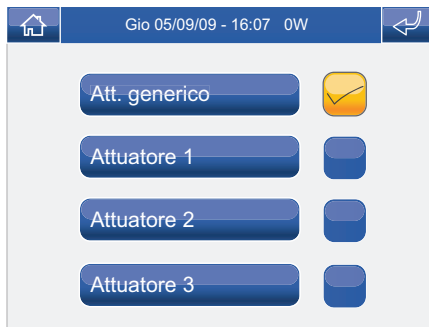 Gio 05/09/09 - 16:07 0W
Att. generico
Attuatore 1
Attuatore 2
Attuatore 3